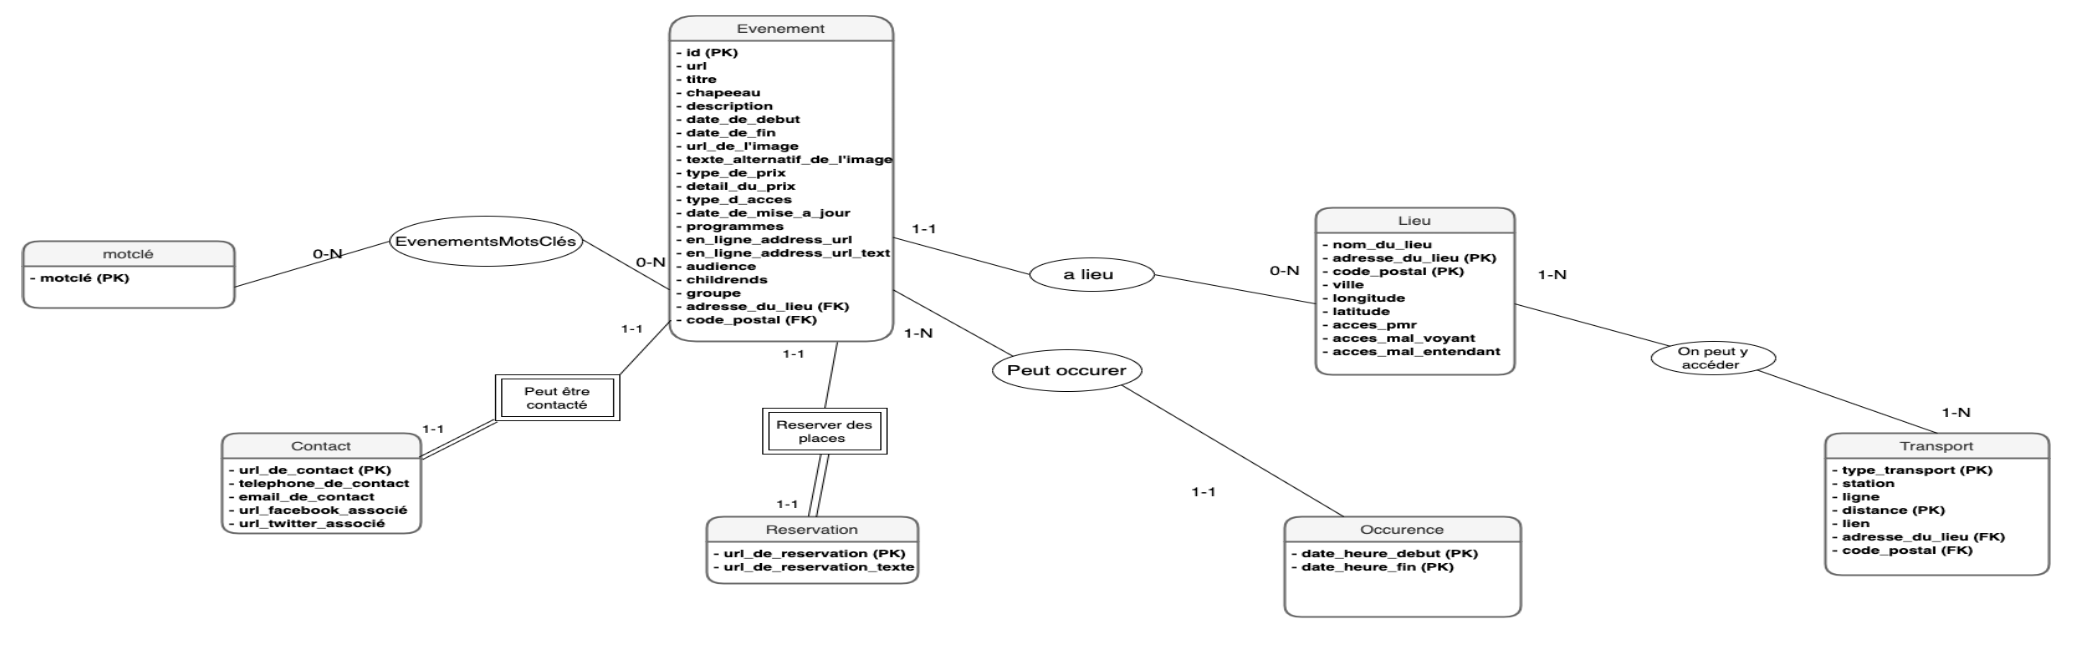 Evenement
- id (PK)
- url
- titre
- chapeeau
- description
- date_de_debut
- date_de_fin
- url_de_l'image
- texte_alternatif_de_l'image
- type_de_prix
- detail_du_prix
- type_d_acces
- date_de_mise_a_jour
- programmes
- en_ligne_address_url
- en_ligne_address_url_text
- audience
- childrends
- groupe
- adresse_du_lieu (FK)
- code_postal (FK)
motclé
- motclé (PK)
0-N
EvenementsMotsClés
0-N
1-1
a lieu
0-N
Lieu
- nom_du_lieu
- adresse_du_lieu (PK)
- code_postal (PK)
- ville
- longitude
- latitude
- acces_pmr
- acces_mal_voyant
- acces_mal_entendant
1-N
On peut y
accéder
1-N
Transport
- type_transport (PK)
- station
- ligne
- distance (PK)
- lien
- adresse_du_lieu (FK)
- code_postal (FK)
1-1
Peut être
contacté
1-1
Contact
- url_de_contact (PK)
- telephone_de_contact
- email_de_contact
- url_facebook_associé
- url_twitter_associé
1-1
Reserver des
places
1-1
Reservation
- url_de_reservation (PK)
- url_de_reservation_texte
1-N
Peut occurer
1-1
Occurence
- date_heure_debut (PK)
- date_heure_fin (PK)